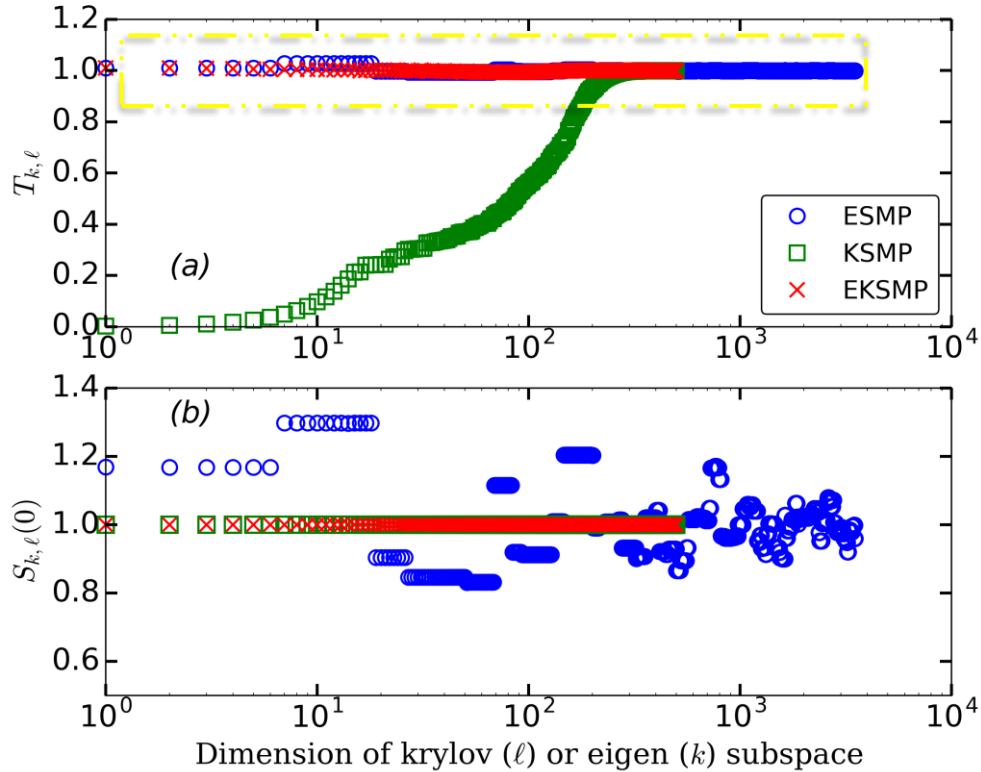 1.2
1.0
0.8
0.6
0.4
0.2
0.0
T_{k,ℓ}
(a)
ESMP
KSMP
EKSMP
10^0 10^1 10^2 10^3 10^4
1.4
1.2
1.0
0.8
0.6
S_{k,ℓ}(0)
(b)
10^0 10^1 10^2 10^3 10^4
Dimension of krylov (ℓ) or eigen (k) subspace